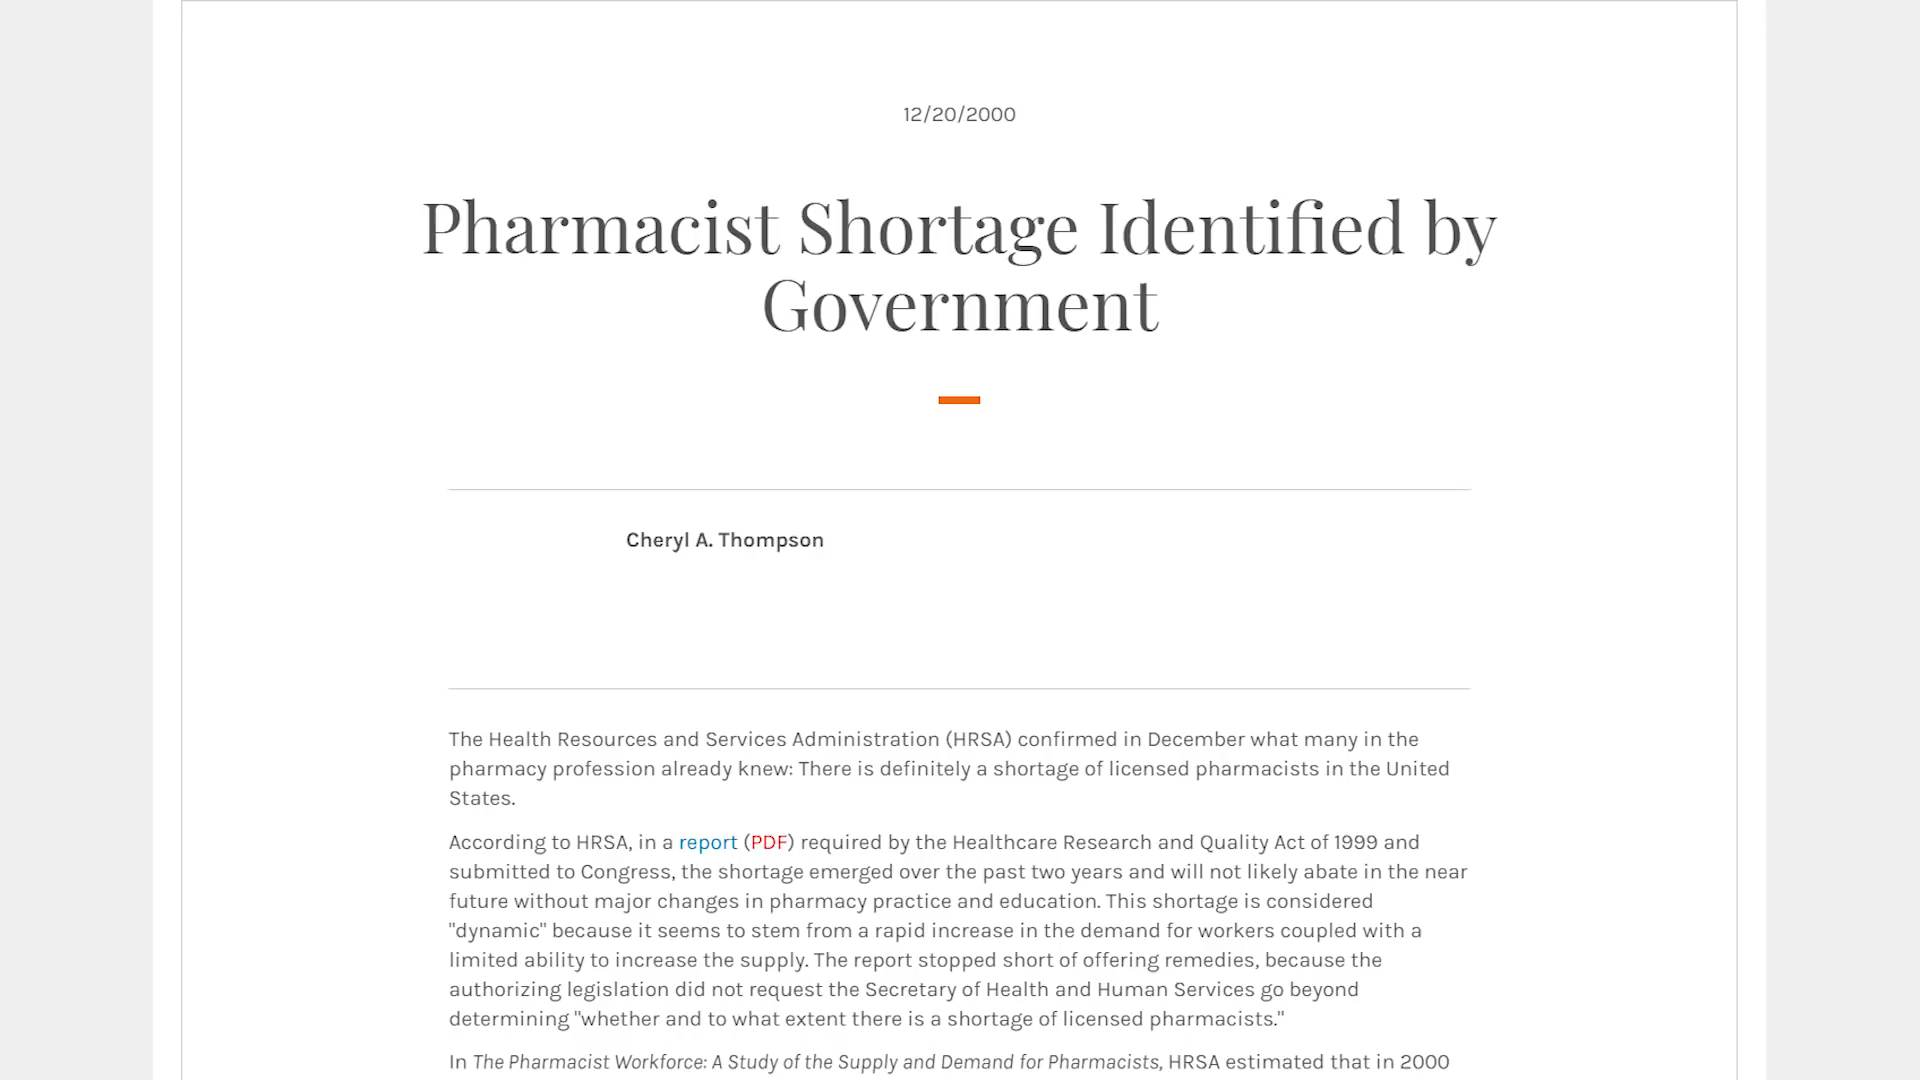 12/20/2000
Pharmacist Shortage Identified by
Government
Cheryl A. Thompson
The Health Resources and Services Administration (HRSA) confirmed in December what many in the
pharmacy profession already knew: There is definitely a shortage of licensed pharmacists in the United
States.
According to HRSA, in a report (PDF) required by the Healthcare Research and Quality Act of 1999 and
submitted to Congress, the shortage emerged over the past two years and will not likely abate in the near
future without major changes in pharmacy practice and education. This shortage is considered
"dynamic" because it seems to stem from a rapid increase in the demand for workers coupled with a
limited ability to increase the supply. The report stopped short of offering remedies, because the
authorizing legislation did not request the Secretary of Health and Human Services go beyond
determining "whether and to what extent there is a shortage of licensed pharmacists."
In The Pharmacist Workforce: A Study of the Supply and Demand for Pharmacists, HRSA estimated that in 2000